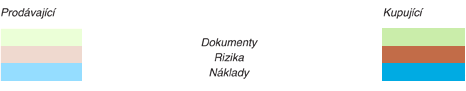 Prodávající Kupující
Dokumenty
Rizika
Náklady